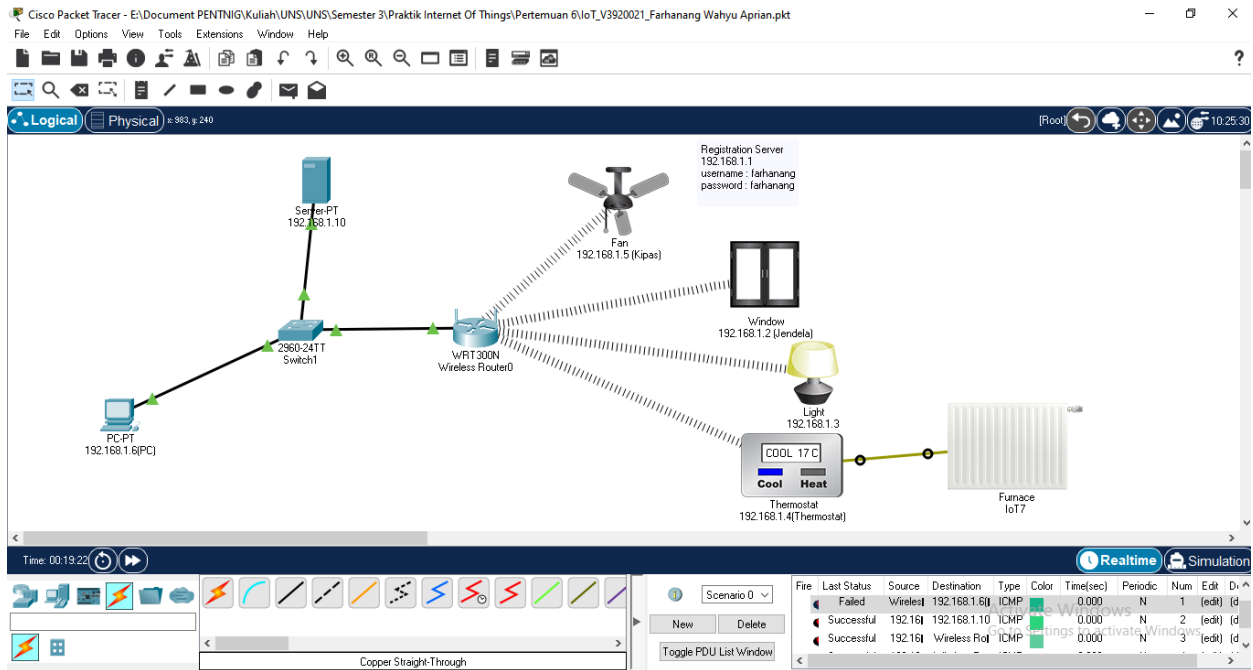 Cisco Packet Tracer - E:\Document PENTNIG\Kuliah\UNS\UNS\Semester 3\Praktik Internet Of Things\Pertemuan 6\IoT_V3920021_Farhanang Wahyu Aprian.pkt
File Edit Options View Tools Extensions Window Help
Logical Physical x: 983, y: 240 [Root] 10:25:30
Registration Server
192.168.1.1
username : farhanang
password : farhanang
Server-PT
192.168.1.10
Fan
192.168.1.5 (Kipas)
Window
192.168.1.2 (Jendela)
2960-24TT
Switch1
WRT300N
Wireless Router0
Light
192.168.1.3
PC-PT
192.168.1.6(PC)
COOL 17 C
Cool Heat
Thermostat
192.168.1.4(Thermostat)
Furnace
IoT7
Time: 00:19:22 Realtime Simulation
Scenario 0
New Delete
Toggle PDU List Window
Copper Straight-Through
Fire Last Status Source Destination Type Color Time(sec) Periodic Num Edit
Failed Wireles 192.168.1.6( ICMP 0.000 N 1 (edit) (d
Successful 192.16 192.168.1.10 ICMP 0.000 N 2 (edit) (d
Successful 192.16 Wireless Ro ICMP 0.000 N 3 (edit) (d
Activate Windows
Go to Settings to activate Windows.